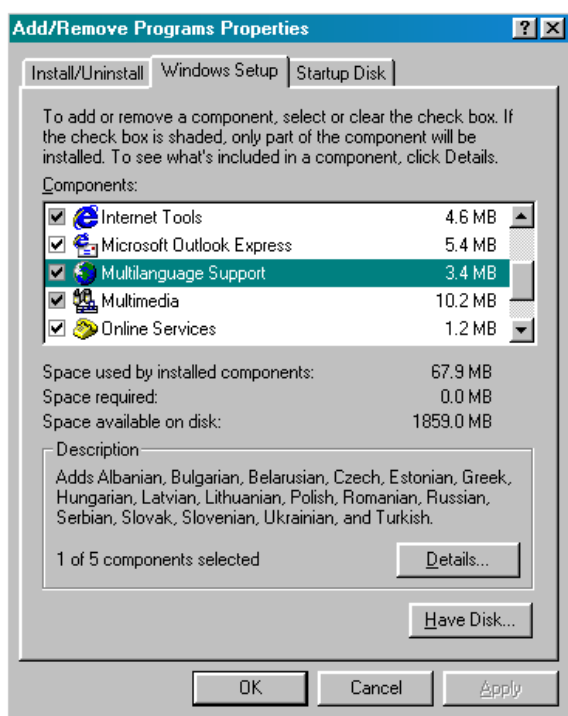 Add/Remove Programs Properties
Install/Uninstall Windows Setup Startup Disk
To add or remove a component, select or clear the check box. If
the check box is shaded, only part of the component will be
installed. To see what's included in a component, click Details.
Components:
Internet Tools 4.6 MB
Microsoft Outlook Express 5.4 MB
Multilanguage Support 3.4 MB
Multimedia 10.2 MB
Online Services 1.2 MB
Space used by installed components: 67.9 MB
Space required: 0.0 MB
Space available on disk: 1859.0 MB
Description
Adds Albanian, Bulgarian, Belarusian, Czech, Estonian, Greek,
Hungarian, Latvian, Lithuanian, Polish, Romanian, Russian,
Serbian, Slovak, Slovenian, Ukrainian, and Turkish.
1 of 5 components selected Details...
Have Disk...
OK Cancel Apply